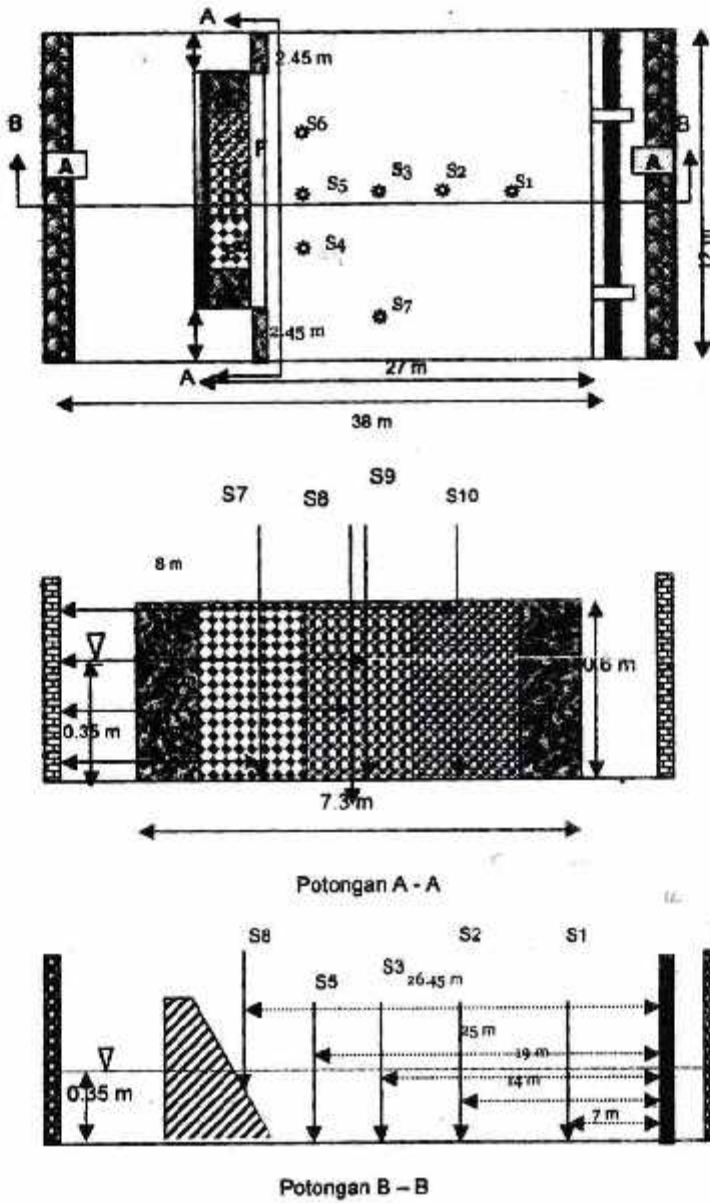 A
2.45 m
B
B
S6
F
A
A
S5
S3
S2
S1
S4
12 m
S7
2.45 m
A
27 m
38 m
S9
S7
S8
S10
8 m
0.6 m
0.35 m
7.3 m
Potongan A - A
S8
S2
S1
S5
S3
26.45 m
25 m
19 m
14 m
0.35 m
7 m
Potongan B – B